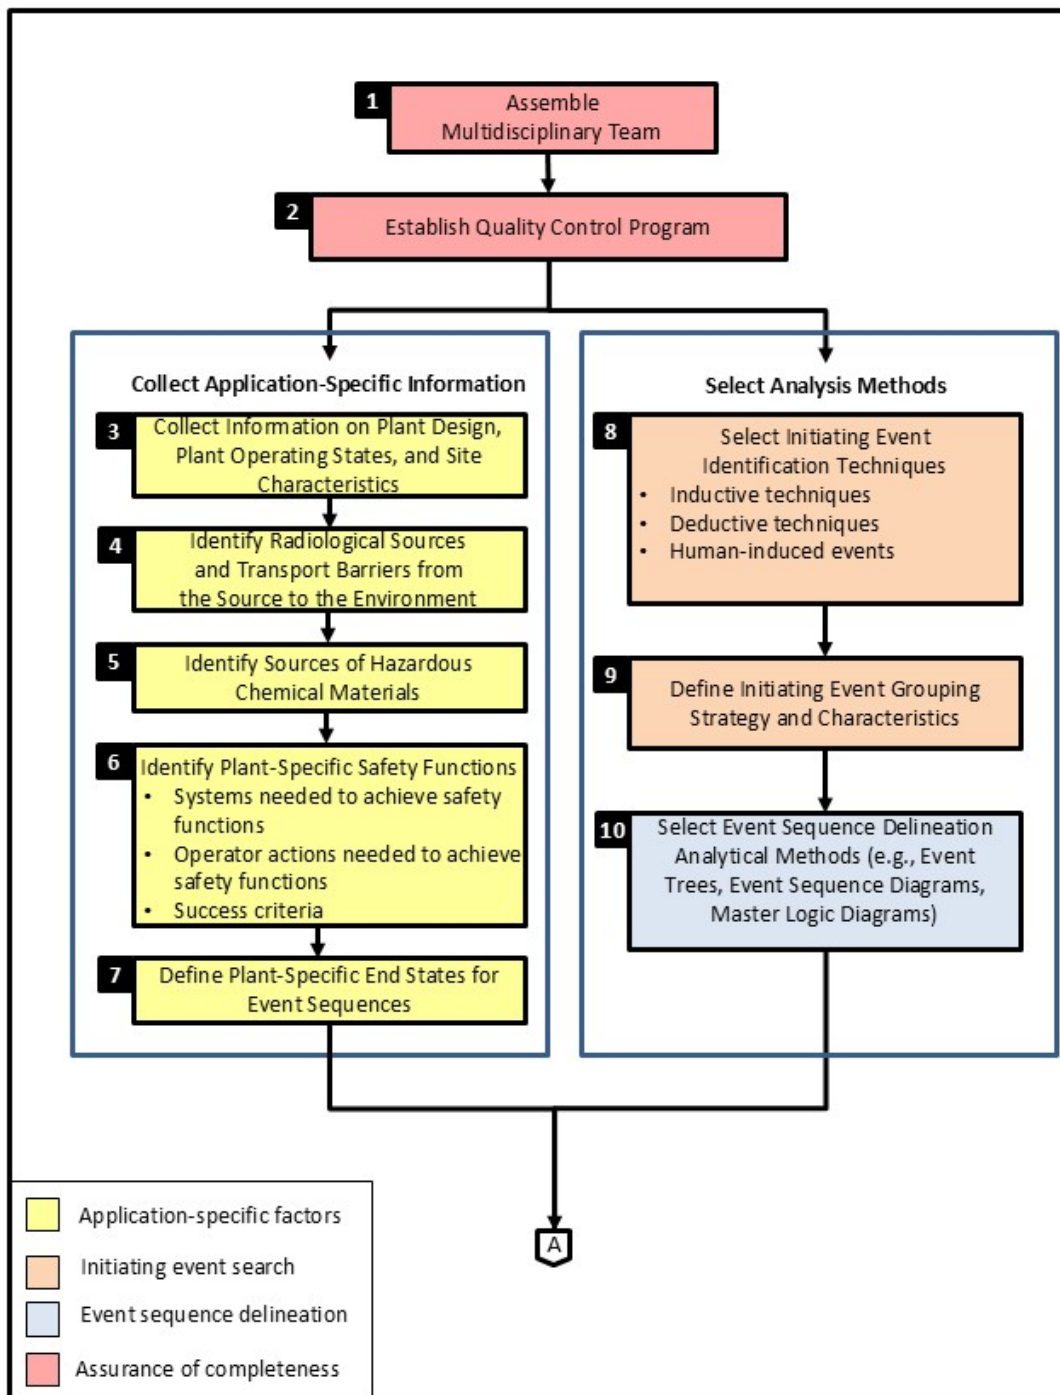 1
Assemble
Multidisciplinary Team
2
Establish Quality Control Program
Collect Application-Specific Information
3
Collect Information on Plant Design,
Plant Operating States, and Site
Characteristics
4
Identify Radiological Sources
and Transport Barriers from
the Source to the Environment
5
Identify Sources of Hazardous
Chemical Materials
6
Identify Plant-Specific Safety Functions
• Systems needed to achieve safety
functions
• Operator actions needed to achieve
safety functions
• Success criteria
7
Define Plant-Specific End States for
Event Sequences
Select Analysis Methods
8
Select Initiating Event
Identification Techniques
• Inductive techniques
• Deductive techniques
• Human-induced events
9
Define Initiating Event Grouping
Strategy and Characteristics
10
Select Event Sequence Delineation
Analytical Methods (e.g., Event
Trees, Event Sequence Diagrams,
Master Logic Diagrams)
A
Application-specific factors
Initiating event search
Event sequence delineation
Assurance of completeness